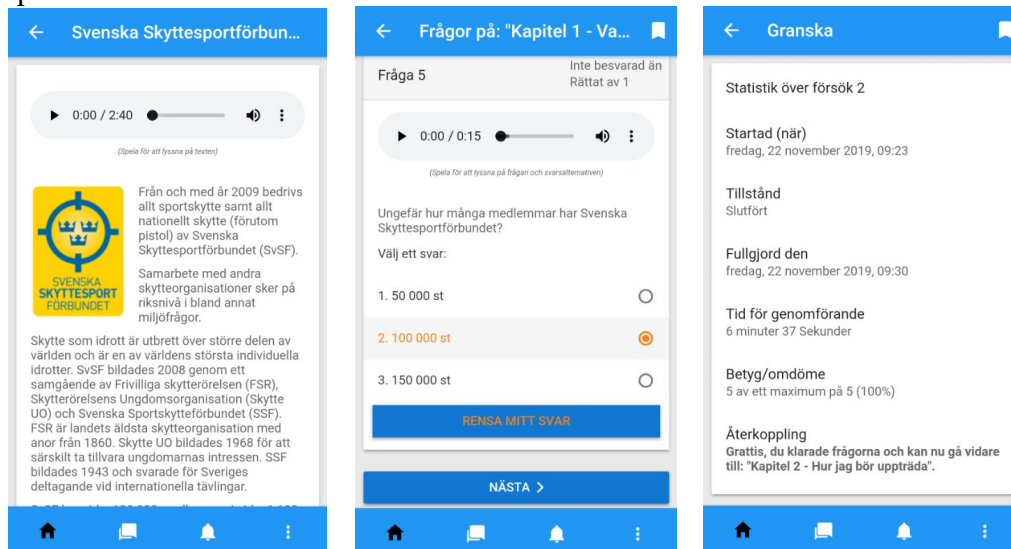 Svenska Skyttesportförbun...
0:00 / 2:40
(Spela för att lyssna på texten)
SVENSKA
SKYTTESPORT
FÖRBUNDET
Från och med år 2009 bedrivs
allt sportskytte samt allt
nationellt skytte (förutom
pistol) av Svenska
Skyttesportförbundet (SvSF).
Samarbete med andra
skytteorganisationer sker på
riksnivå i bland annat
miljöfrågor.
Skytte som idrott är utbrett över större delen av
världen och är en av världens största individuella
idrotter. SvSF bildades 2008 genom ett
samgående av Frivilliga skytterörelsen (FSR),
Skytterörelsens Ungdomsorganisation (Skytte
UO) och Svenska Sportskytteförbundet (SSF).
FSR är landets äldsta skytteorganisation med
anor från 1860. Skytte UO bildades 1968 för att
särskilt ta tillvara ungdomarnas intressen. SSF
bildades 1943 och svarade för Sveriges
deltagande vid internationella tävlingar.
Frågor på: "Kapitel 1 - Va...
Fråga 5
Inte besvarad än
Rättat av 1
0:00 / 0:15
(Spela för att lyssna på frågan och svarsalternativen)
Ungefär hur många medlemmar har Svenska
Skyttesportförbundet?
Välj ett svar:
1. 50 000 st
2. 100 000 st
3. 150 000 st
RENSA MITT SVAR
NÄSTA >
Granska
Statistik över försök 2
Startad (när)
fredag, 22 november 2019, 09:23
Tillstånd
Slutfört
Fullgjord den
fredag, 22 november 2019, 09:30
Tid för genomförande
6 minuter 37 Sekunder
Betyg/omdöme
5 av ett maximum på 5 (100%)
Återkoppling
Grattis, du klarade frågorna och kan nu gå vidare
till: "Kapitel 2 - Hur jag bör uppträda".